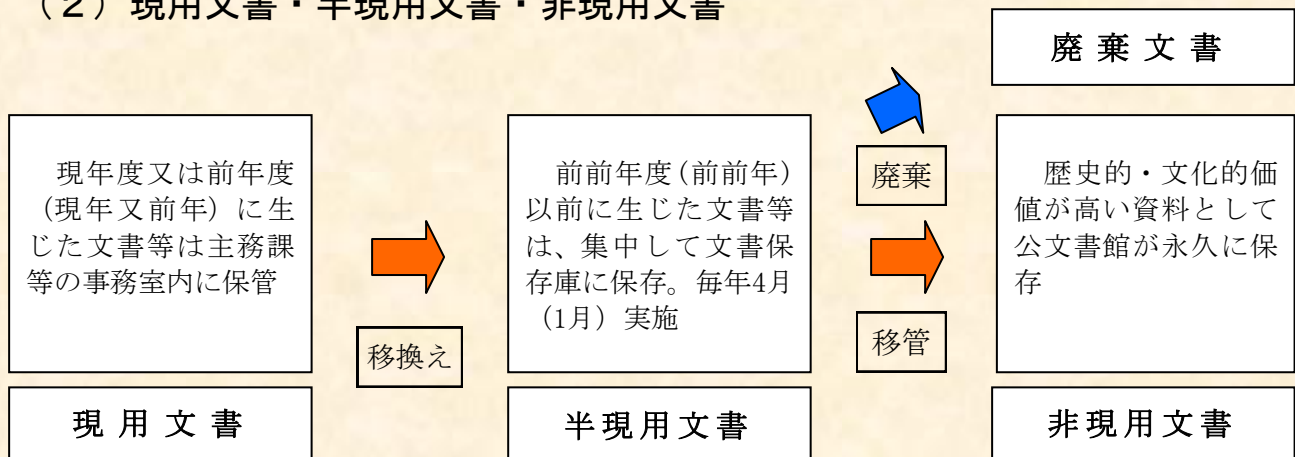 （２）現用文書・半現用文書・非現用文書
廃棄文書
現年度又は前年度
（現年又前年）に生
じた文書等は主務課
等の事務室内に保管
移換え
前前年度（前前年）
以前に生じた文書等
は、集中して文書保
存庫に保存。毎年4月
（1月）実施
廃棄
移管
歴史的・文化的価
値が高い資料として
公文書館が永久に保
存
現用文書
半現用文書
非現用文書